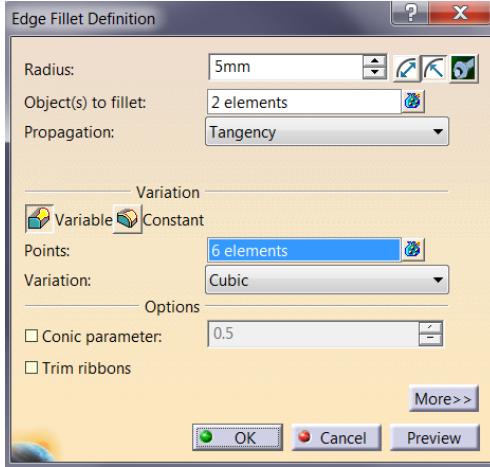 Edge Fillet Definition
? X
Radius: 5mm
Object(s) to fillet: 2 elements
Propagation: Tangency
Variation
Variable Constant
Points: 6 elements
Variation: Cubic
Options
Conic parameter: 0.5
Trim ribbons
More>>
OK Cancel Preview